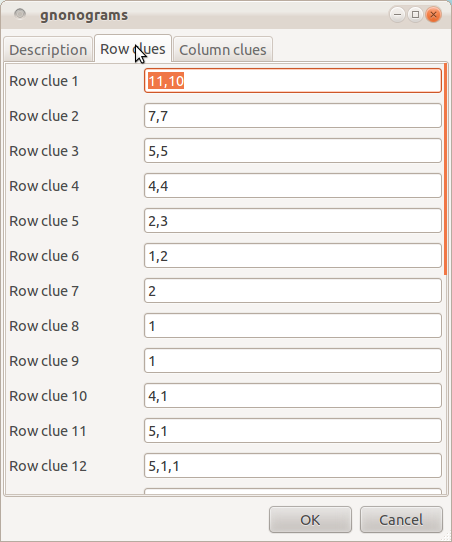 gnonograms
Description Row clues Column clues
Row clue 1 11,10
Row clue 2 7,7
Row clue 3 5,5
Row clue 4 4,4
Row clue 5 2,3
Row clue 6 1,2
Row clue 7 2
Row clue 8 1
Row clue 9 1
Row clue 10 4,1
Row clue 11 5,1
Row clue 12 5,1,1
OK Cancel